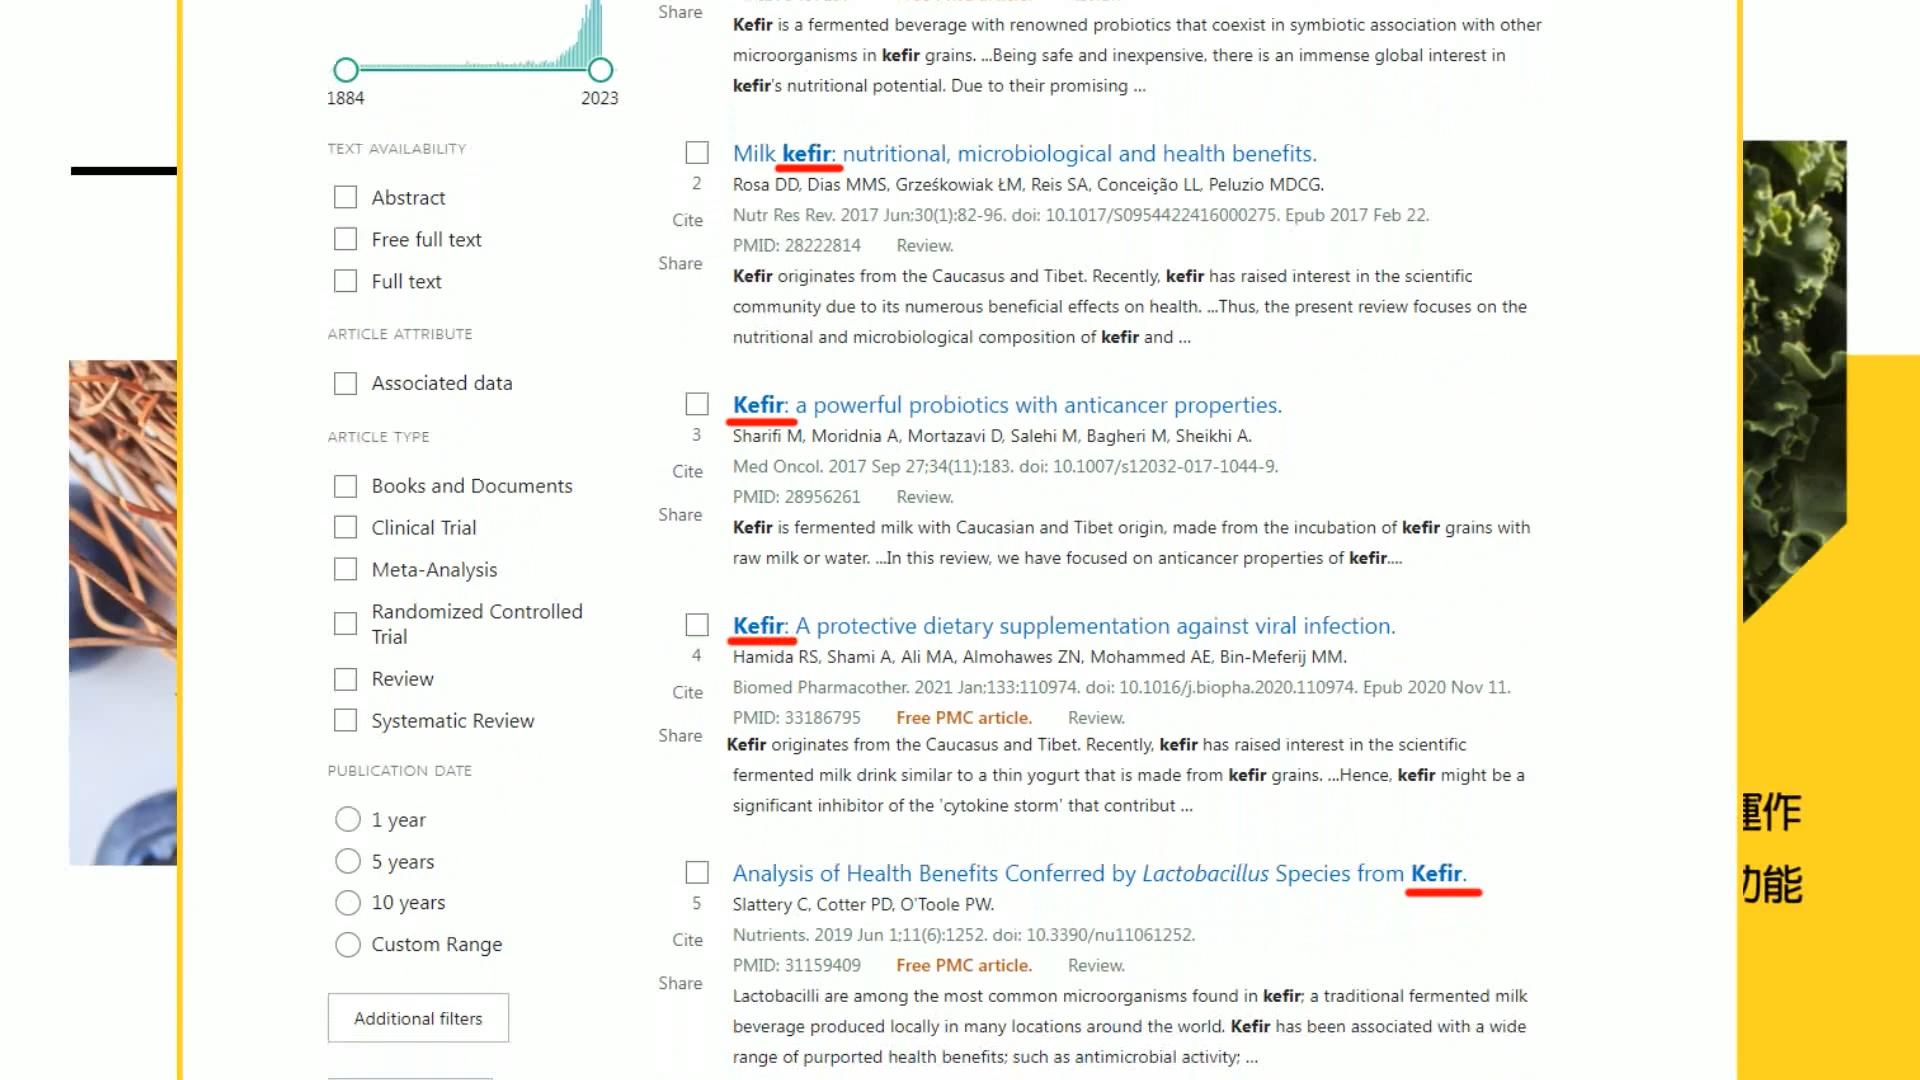 1884
2023
TEXT AVAILABILITY
Abstract
Free full text
Full text
ARTICLE ATTRIBUTE
Associated data
ARTICLE TYPE
Books and Documents
Clinical Trial
Meta-Analysis
Randomized Controlled
Trial
Review
Systematic Review
PUBLICATION DATE
1 year
5 years
10 years
Custom Range
Additional filters
Share
Kefir is a fermented beverage with renowned probiotics that coexist in symbiotic association with other
microorganisms in kefir grains. ...Being safe and inexpensive, there is an immense global interest in
kefir's nutritional potential. Due to their promising ...
Milk kefir: nutritional, microbiological and health benefits.
2
Rosa DD, Dias MMS, Grześkowiak ŁM, Reis SA, Conceição LL, Peluzio MDCG.
Cite
Nutr Res Rev. 2017 Jun;30(1):82-96. doi: 10.1017/S0954422416000275. Epub 2017 Feb 22.
PMID: 28222814 Review.
Share
Kefir originates from the Caucasus and Tibet. Recently, kefir has raised interest in the scientific
community due to its numerous beneficial effects on health. ...Thus, the present review focuses on the
nutritional and microbiological composition of kefir and ...
Kefir: a powerful probiotics with anticancer properties.
3
Sharifi M, Moridnia A, Mortazavi D, Salehi M, Bagheri M, Sheikhi A.
Cite
Med Oncol. 2017 Sep 27;34(11):183. doi: 10.1007/s12032-017-1044-9.
PMID: 28956261 Review.
Share
Kefir is fermented milk with Caucasian and Tibet origin, made from the incubation of kefir grains with
raw milk or water. ...In this review, we have focused on anticancer properties of kefir....
Kefir: A protective dietary supplementation against viral infection.
4
Hamida RS, Shami A, Ali MA, Almohawes ZN, Mohammed AE, Bin-Meferij MM.
Cite
Biomed Pharmacother. 2021 Jan;133:110974. doi: 10.1016/j.biopha.2020.110974. Epub 2020 Nov 11.
PMID: 33186795 Free PMC article. Review.
Share
Kefir originates from the Caucasus and Tibet. Recently, kefir has raised interest in the scientific
fermented milk drink similar to a thin yogurt that is made from kefir grains. ...Hence, kefir might be a
significant inhibitor of the 'cytokine storm' that contribut ...
Analysis of Health Benefits Conferred by Lactobacillus Species from Kefir.
5
Slattery C, Cotter PD, O'Toole PW.
Cite
Nutrients. 2019 Jun 1;11(6):1252. doi: 10.3390/nu11061252.
PMID: 31159409 Free PMC article. Review.
Share
Lactobacilli are among the most common microorganisms found in kefir; a traditional fermented milk
beverage produced locally in many locations around the world. Kefir has been associated with a wide
range of purported health benefits; such as antimicrobial activity; ...
運作
功能